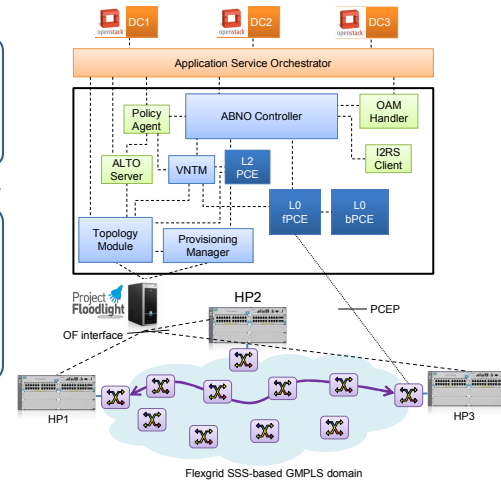 DC1
DC2
DC3
openstack
openstack
openstack
Application Service Orchestrator
Policy
Agent
ABNO Controller
OAM
Handler
ALTO
Server
VNTM
L2
PCE
I2RS
Client
L0
fPCE
L0
bPCE
Topology
Module
Provisioning
Manager
Project
Floodlight
HP2
PCEP
OF interface
HP1
HP3
Flexgrid SSS-based GMPLS domain